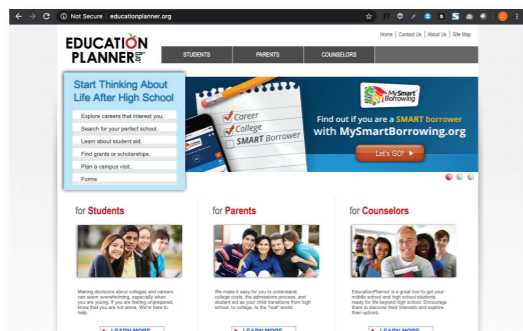 Not Secure | educationplanner.org
Home | Contact Us | About Us | Site Map
EDUCATION
PLANNER
STUDENTS
PARENTS
COUNSELORS
Start Thinking About
Life After High School
Explore careers that interest you.
Search for your perfect school.
Learn about student aid.
Find grants or scholarships.
Plan a campus visit.
Forms
Career
College
SMART Borrower
MySmart
Borrowing
Find out if you are a SMART borrower
with MySmartBorrowing.org
Let's GO!
for Students
Making decisions about colleges and careers
can seem overwhelming, especially when
you are young. If you are feeling unprepared,
know that you are not alone. We're here to
help.
LEARN MORE
for Parents
We make it easy for you to understand
college costs, the admissions process, and
student aid as your child transitions from high
school, to college, to the "real" world.
LEARN MORE
for Counselors
EducationPlanner is a great tool to get your
middle school and high school students
ready for life beyond high school. Encourage
them to discover their interests and explore
their options.
LEARN MORE